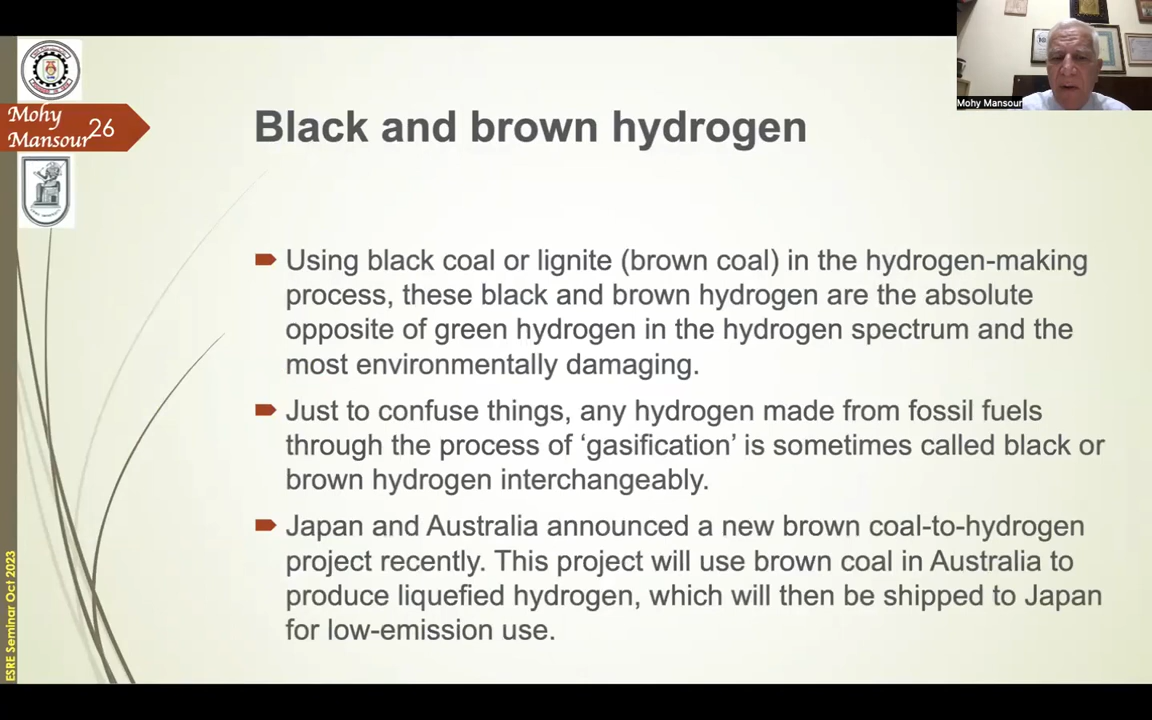 Mohy Mansour
Mohy
Mansour 26
Black and brown hydrogen
Using black coal or lignite (brown coal) in the hydrogen-making
process, these black and brown hydrogen are the absolute
opposite of green hydrogen in the hydrogen spectrum and the
most environmentally damaging.
Just to confuse things, any hydrogen made from fossil fuels
through the process of ‘gasification’ is sometimes called black or
brown hydrogen interchangeably.
Japan and Australia announced a new brown coal-to-hydrogen
project recently. This project will use brown coal in Australia to
produce liquefied hydrogen, which will then be shipped to Japan
for low-emission use.
ESRE Seminar Oct 2023